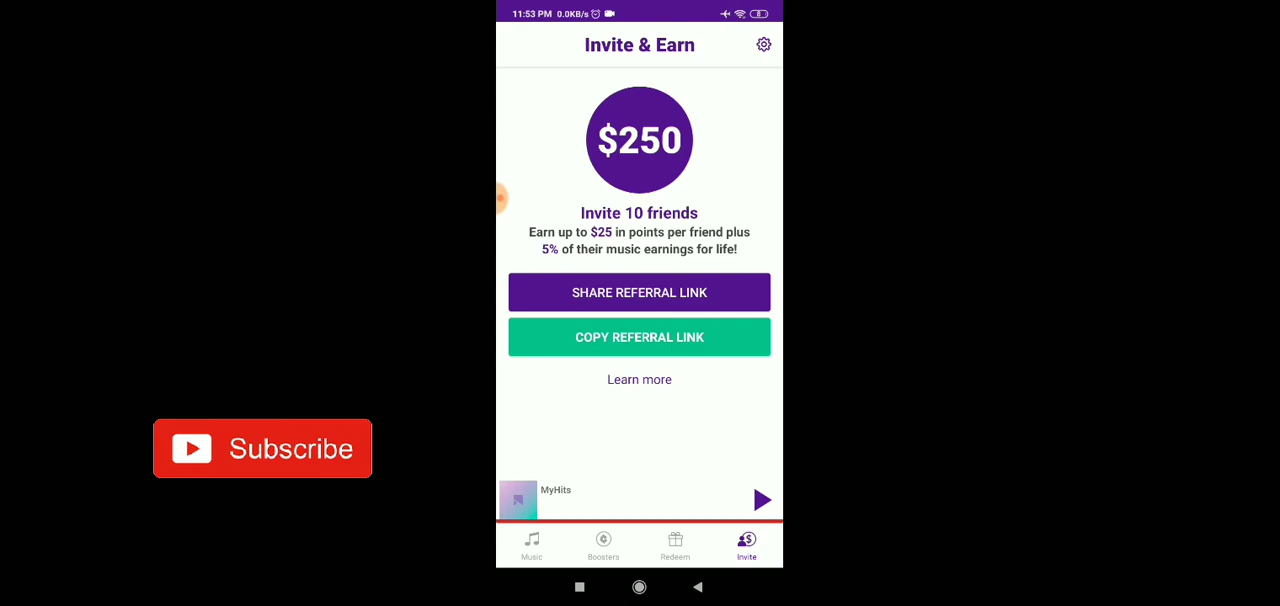 11:53 PM 0.0KB/s
Invite & Earn
$250
Invite 10 friends
Earn up to $25 in points per friend plus
5% of their music earnings for life!
SHARE REFERRAL LINK
COPY REFERRAL LINK
Learn more
Subscribe
MyHits
Music Boosters Redeem Invite